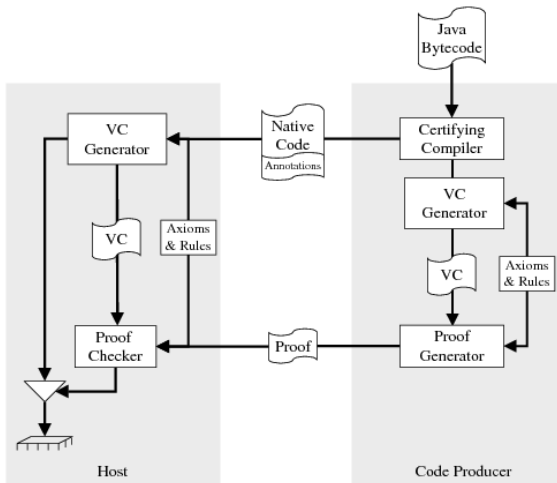 Java
Bytecode
VC
Generator
Native
Code
Annotations
Certifying
Compiler
VC
Generator
VC
Axioms
& Rules
VC
Axioms
& Rules
Proof
Checker
Proof
Proof
Generator
Host
Code Producer